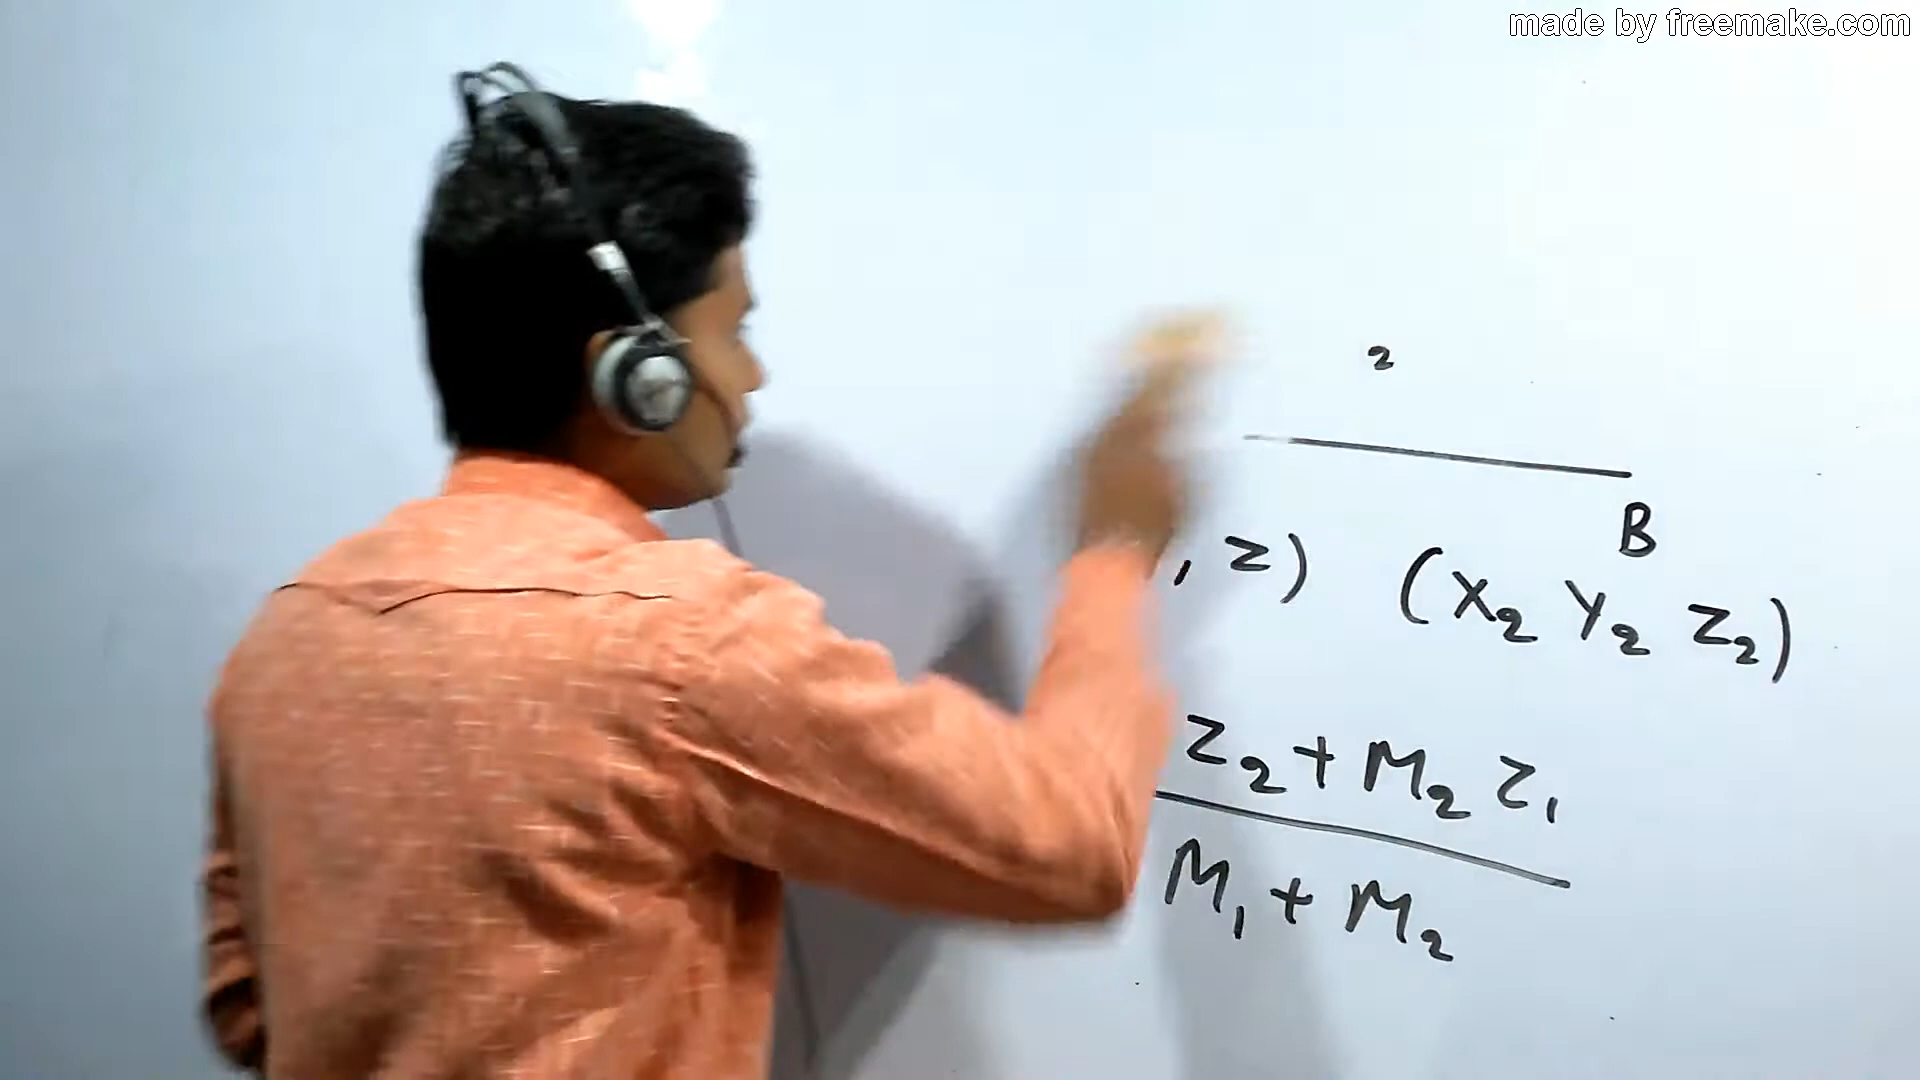 made by freemake.com
2
B
, z) (x₂ y₂ z₂)
z₂ + M₂ z₁
M₁ + M₂